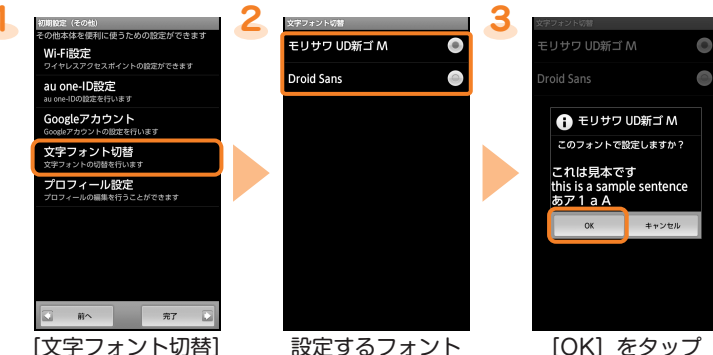 1
初期設定（その他）
その他本体を便利に使うための設定ができます
Wi-Fi設定
ワイヤレスアクセスポイントの設定ができます
au one-ID設定
au one-IDの設定を行います
Googleアカウント
Googleアカウントの設定を行います
文字フォント切替
文字フォントの切替を行います
プロフィール設定
プロフィールの編集を行うことができます
前へ
完了
[文字フォント切替]
2
文字フォント切替
モリサワ UD新ゴ M
Droid Sans
設定するフォント
3
文字フォント切替
モリサワ UD新ゴ M
Droid Sans
モリサワ UD新ゴ M
このフォントで設定しますか？
これは見本です
this is a sample sentence
あア 1 a A
OK
キャンセル
[OK] をタップ